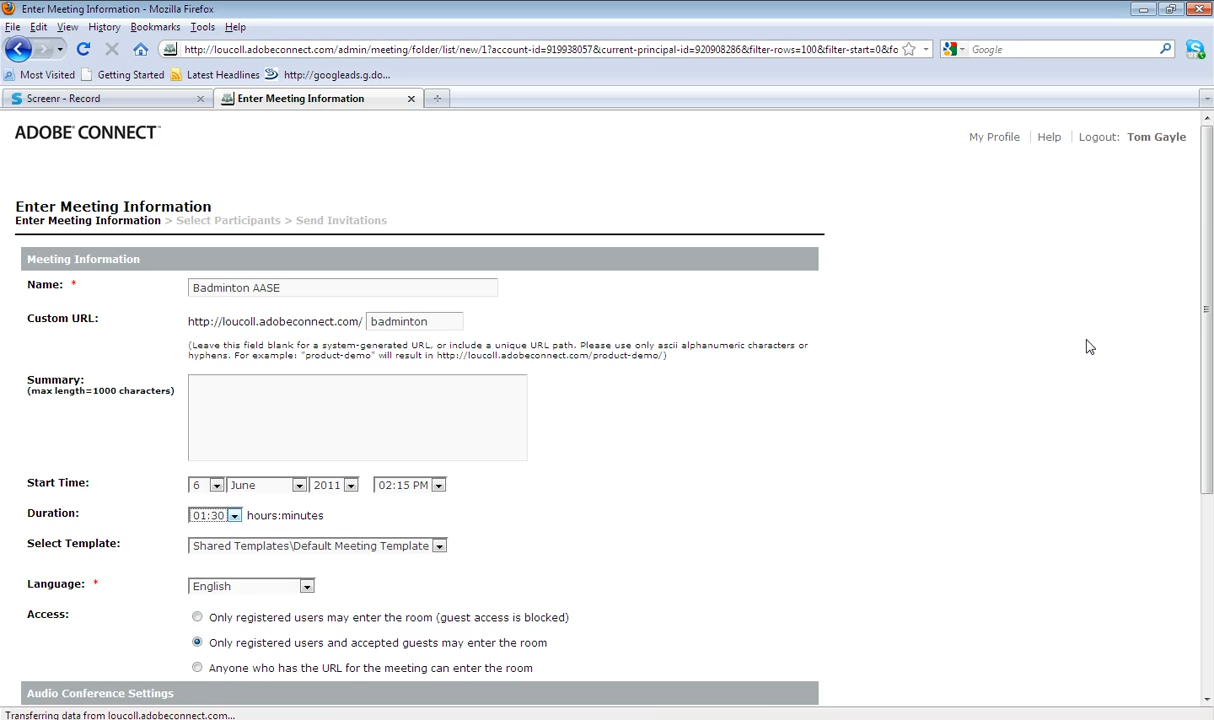 Enter Meeting Information - Mozilla Firefox
File Edit View History Bookmarks Tools Help
http://loucoll.adobeconnect.com/admin/meeting/folder/list/new/1?account-id=919938057&current-principal-id=920908286&filter-rows=100&filter-start=0&fo
Google
Most Visited Getting Started Latest Headlines http://googleads.g.do...
Screenr - Record Enter Meeting Information
ADOBE CONNECT™
My Profile Help Logout: Tom Gayle
Enter Meeting Information
Enter Meeting Information > Select Participants > Send Invitations
Meeting Information
Name: * Badminton AASE
Custom URL: http://loucoll.adobeconnect.com/ badminton
(Leave this field blank for a system-generated URL, or include a unique URL path. Please use only ascii alphanumeric characters or
hyphens. For example: "product-demo" will result in http://loucoll.adobeconnect.com/product-demo/)
Summary:
(max length=1000 characters)
Start Time: 6 June 2011 02:15 PM
Duration: 01:30 hours:minutes
Select Template: Shared Templates\Default Meeting Template
Language: * English
Access: Only registered users may enter the room (guest access is blocked)
Only registered users and accepted guests may enter the room
Anyone who has the URL for the meeting can enter the room
Audio Conference Settings
Transferring data from loucoll.adobeconnect.com...